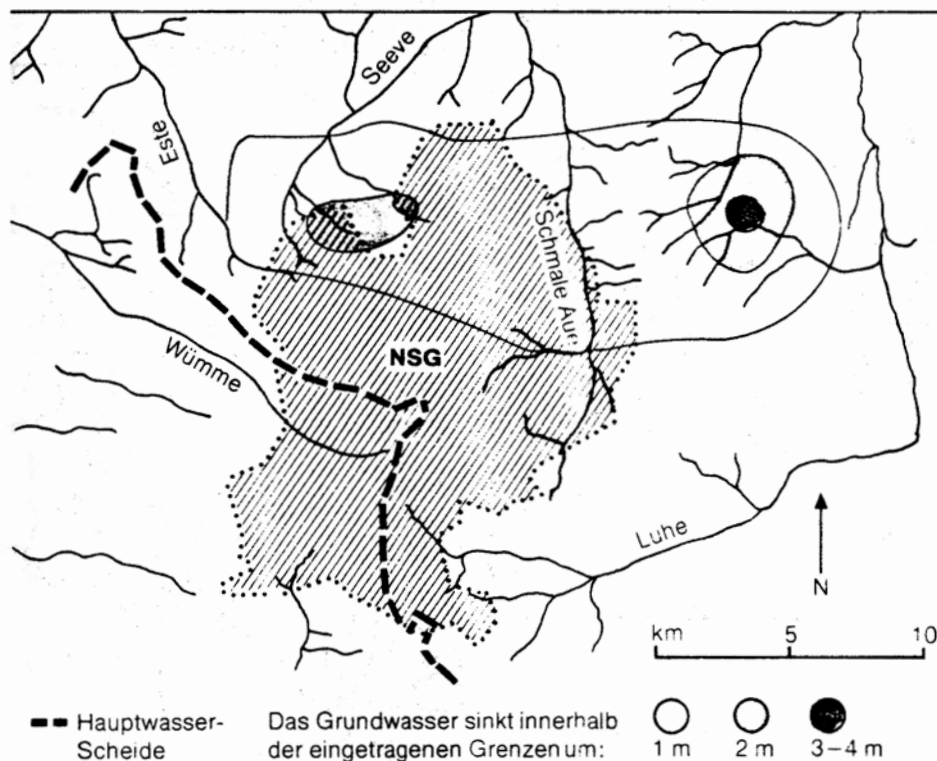 Seeve
Este
Schmale Aue
NSG
Wümme
Luhe
N
km 5 10
Hauptwasser-
Scheide
Das Grundwasser sinkt innerhalb
der eingetragenen Grenzen um:
1 m 2 m 3–4 m